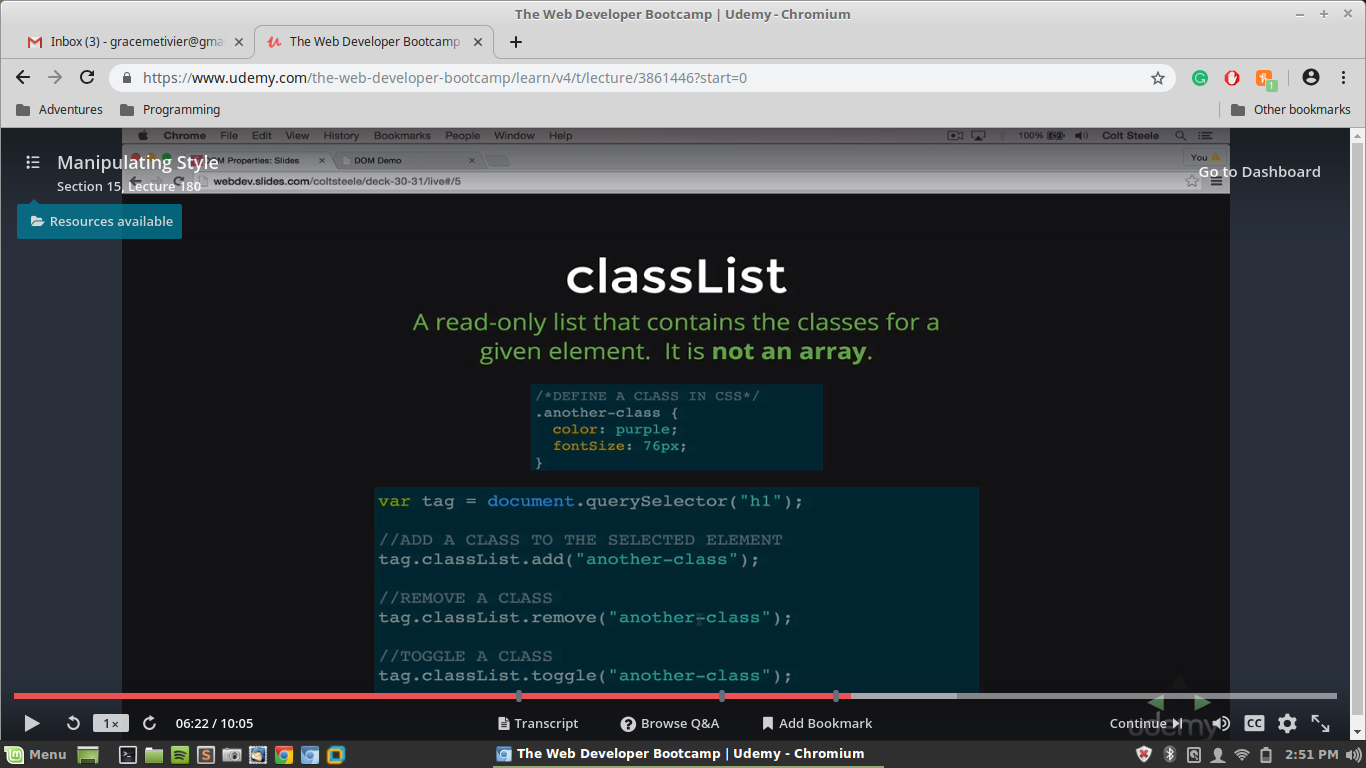 The Web Developer Bootcamp | Udemy - Chromium
Inbox (3) - gracemetivier@gma
The Web Developer Bootcamp
https://www.udemy.com/the-web-developer-bootcamp/learn/v4/t/lecture/3861446?start=0
1
Adventures
Programming
Other bookmarks
Chrome File Edit View History Bookmarks People Window Help
100%
Colt Steele
Manipulating Style
Properties: Slides
DOM Demo
You
Section 15, Lecture 180
webdev.slides.com/coltsteele/deck-30-31/live#/5
Go to Dashboard
Resources available
classList
A read-only list that contains the classes for a
given element. It is not an array.
/*DEFINE A CLASS IN CSS*/
.another-class {
color: purple;
fontSize: 76px;
}
var tag = document.querySelector("h1");
//ADD A CLASS TO THE SELECTED ELEMENT
tag.classList.add("another-class");
//REMOVE A CLASS
tag.classList.remove("another-class");
//TOGGLE A CLASS
tag.classList.toggle("another-class");
1×
06:22 / 10:05
Transcript
Browse Q&A
Add Bookmark
Continue
CC
udemy
Menu
The Web Developer Bootcamp | Udemy - Chromium
2:51 PM